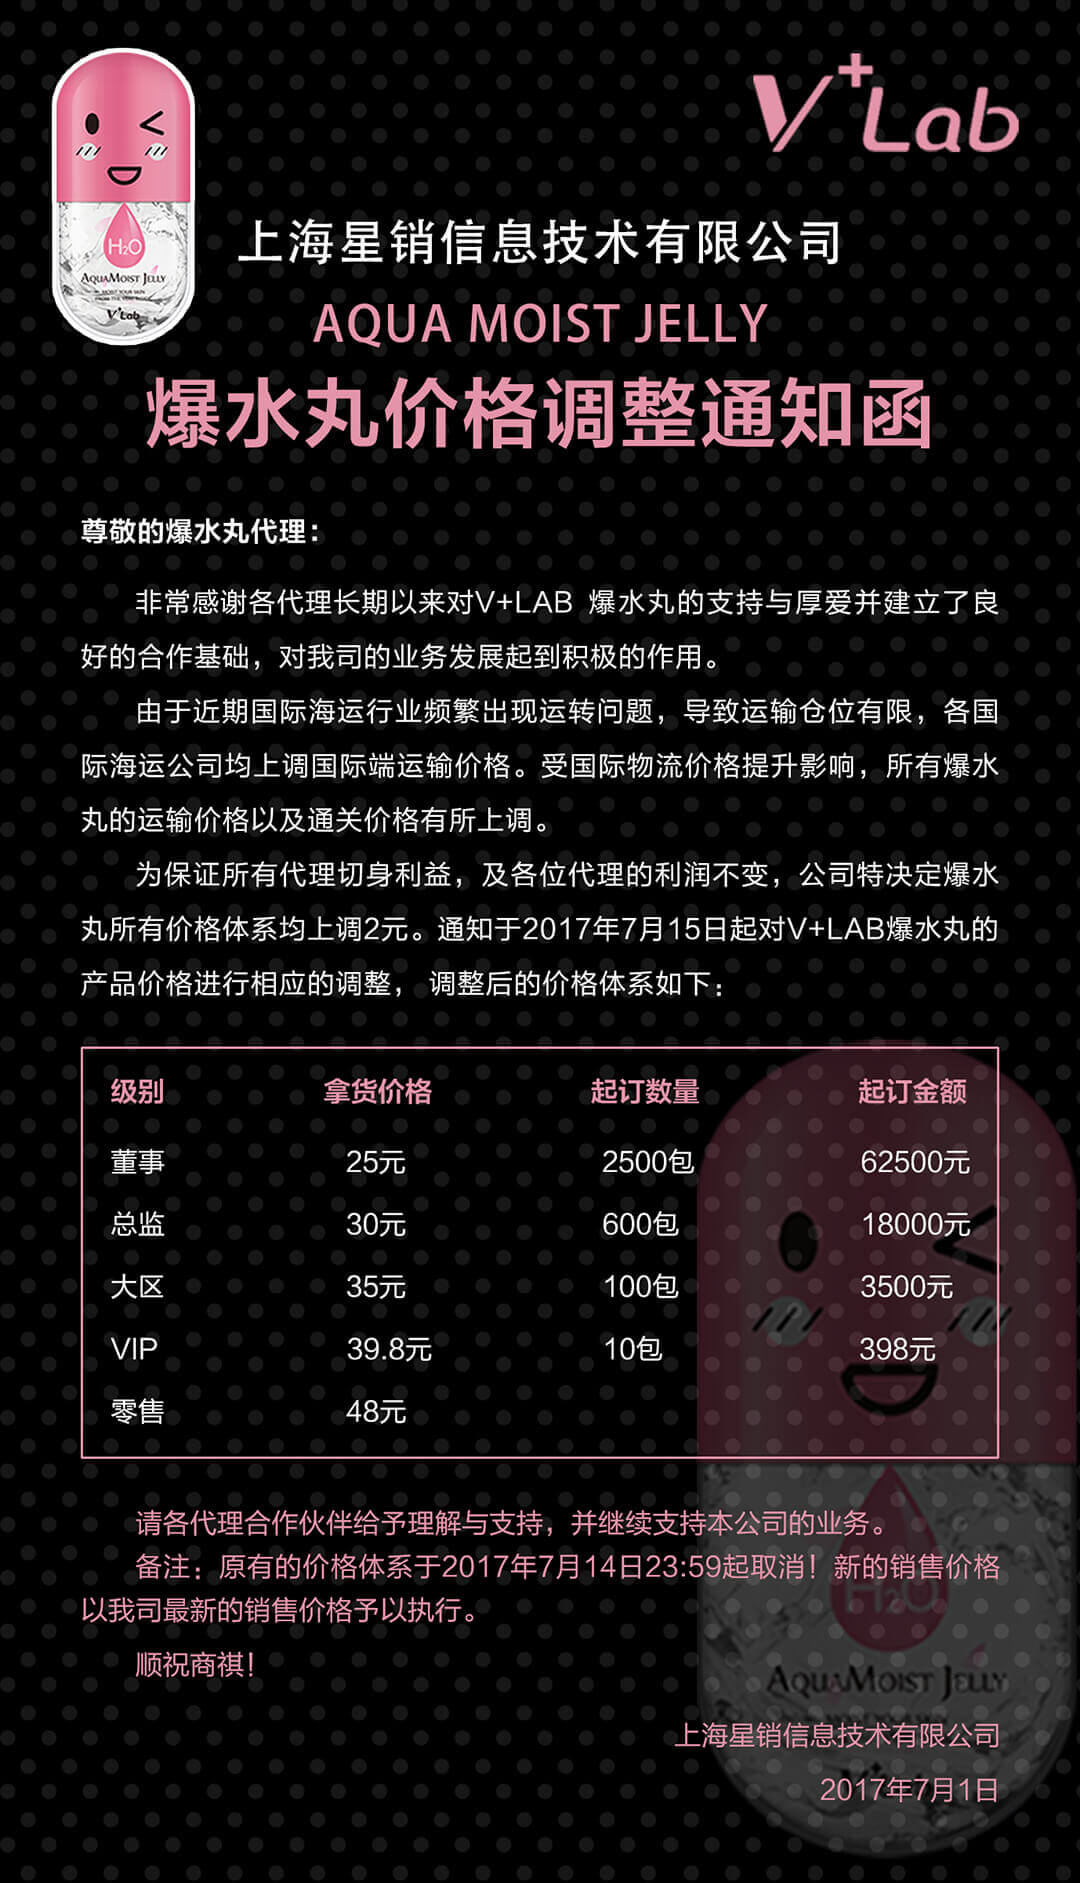 V+Lab
H2O
AQUAMOIST JELLY
MOIST YOUR SKIN
V+Lab
上海星销信息技术有限公司
AQUA MOIST JELLY
爆水丸价格调整通知函
尊敬的爆水丸代理：
非常感谢各代理长期以来对V+LAB 爆水丸的支持与厚爱并建立了良
好的合作基础，对我司的业务发展起到积极的作用。
由于近期国际海运行业频繁出现运转问题，导致运输仓位有限，各国
际海运公司均上调国际端运输价格。受国际物流价格提升影响，所有爆水
丸的运输价格以及通关价格有所上调。
为保证所有代理切身利益，及各位代理的利润不变，公司特决定爆水
丸所有价格体系均上调2元。通知于2017年7月15日起对V+LAB爆水丸的
产品价格进行相应的调整， 调整后的价格体系如下：
级别 拿货价格 起订数量 起订金额
董事 25元 2500包 62500元
总监 30元 600包 18000元
大区 35元 100包 3500元
VIP 39.8元 10包 398元
零售 48元
请各代理合作伙伴给予理解与支持，并继续支持本公司的业务。
备注：原有的价格体系于2017年7月14日23:59起取消！新的销售价格
以我司最新的销售价格予以执行。
顺祝商祺！
H2O
AQUAMOIST JELLY
上海星销信息技术有限公司
2017年7月1日